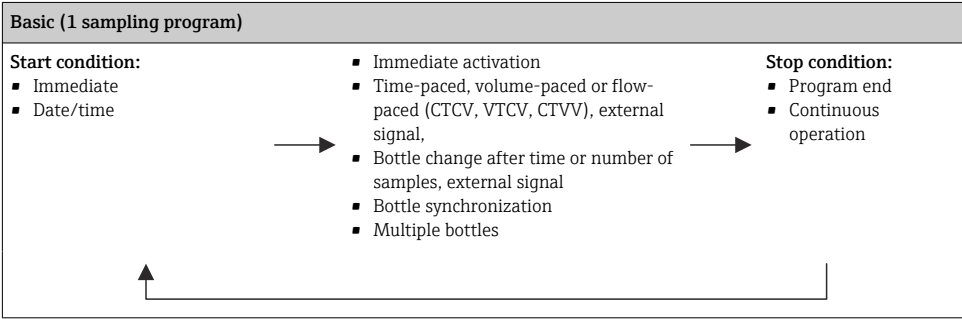 Basic (1 sampling program)
Start condition:
▪ Immediate
▪ Date/time
▪ Immediate activation
▪ Time-paced, volume-paced or flow-
paced (CTCV, VTCV, CTVV), external
signal,
▪ Bottle change after time or number of
samples, external signal
▪ Bottle synchronization
▪ Multiple bottles
Stop condition:
▪ Program end
▪ Continuous
operation